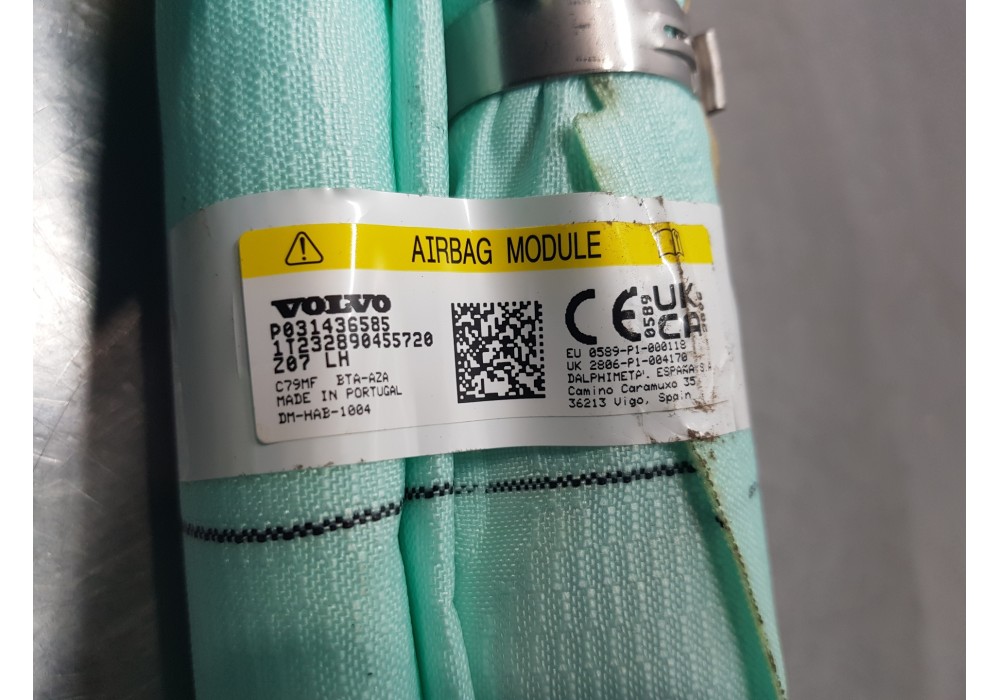 AIRBAG MODULE
VOLVO
P031436585
1T232890455720
Z07 LH
C79MF BTA-AZA
MADE IN PORTUGAL
DM-HAB-1004
CE 0589
UK
CA
EU 0589-P1-000118
UK 2806-P1-004170
DALPHIMETAL ESPAÑA S.A
Camino Caramuxo 35
36213 Vigo, Spain